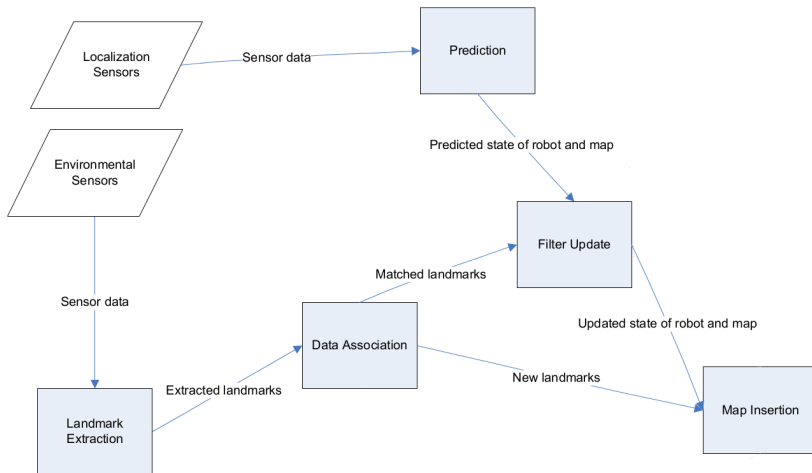 Localization
Sensors
Sensor data
Prediction
Predicted state of robot and map
Environmental
Sensors
Filter Update
Matched landmarks
Sensor data
Updated state of robot and map
Data Association
New landmarks
Extracted landmarks
Map Insertion
Landmark
Extraction